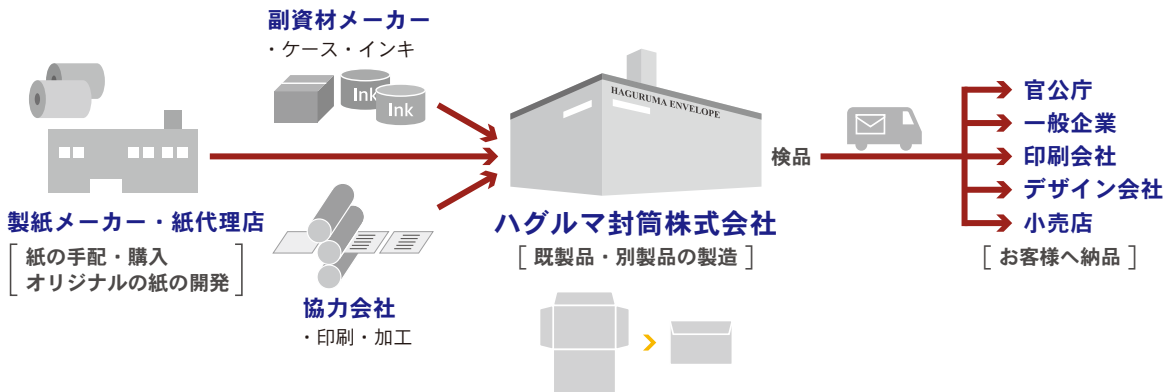 副資材メーカー
・ケース・インキ
Ink
Ink
製紙メーカー・紙代理店
[ 紙の手配・購入
オリジナルの紙の開発 ]
協力会社
・印刷・加工
HAGURUMA ENVELOPE
ハグルマ封筒株式会社
[ 既製品・別製品の製造 ]
検品
官公庁
一般企業
印刷会社
デザイン会社
小売店
[ お客様へ納品 ]